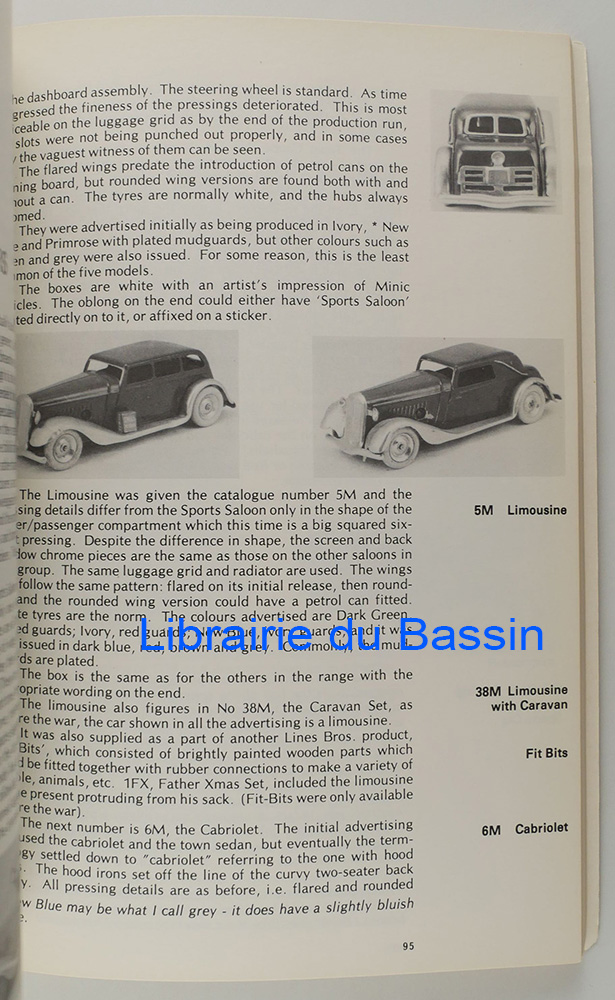 he dashboard assembly. The steering wheel is standard. As time
gressed the fineness of the pressings deteriorated. This is most
ceable on the luggage grid as by the end of the production run,
slots were not being punched out properly, and in some cases
the vaguest witness of them can be seen.
The flared wings predate the introduction of petrol cans on the
ning board, but rounded wing versions are found both with and
hout a can. The tyres are normally white, and the hubs always
omed.
They were advertised initially as being produced in Ivory, * New
e and Primrose with plated mudguards, but other colours such as
en and grey were also issued. For some reason, this is the least
mon of the five models.
The boxes are white with an artist's impression of Minic
icles. The oblong on the end could either have 'Sports Saloon'
ted directly on to it, or affixed on a sticker.
The Limousine was given the catalogue number 5M and the
sing details differ from the Sports Saloon only in the shape of the
er/passenger compartment which this time is a big squared six-
pressing. Despite the difference in shape, the screen and back
ow chrome pieces are the same as those on the other saloons in
group. The same luggage grid and radiator are used. The wings
follow the same pattern: flared on its initial release, then round-
and the rounded wing version could have a petrol can fitted.
te tyres are the norm. The colours advertised are Dark Green,
ed guards; Ivory, red guards; New Blue, Ivory guards, and it was
issued in dark blue, red, brown and grey. Commonly the mud-
ds are plated.
The box is the same as for the others in the range with the
opriate wording on the end.
The limousine also figures in No 38M, the Caravan Set, as
re the war, the car shown in all the advertising is a limousine.
It was also supplied as a part of another Lines Bros. product,
Bits', which consisted of brightly painted wooden parts which
d be fitted together with rubber connections to make a variety of
le, animals, etc. 1FX, Father Xmas Set, included the limousine
e present protruding from his sack. (Fit-Bits were only available
re the war).
The next number is 6M, the Cabriolet. The initial advertising
used the cabriolet and the town sedan, but eventually the term-
gy settled down to "cabriolet" referring to the one with hood
. The hood irons set off the line of the curvy two-seater back
y. All pressing details are as before, i.e. flared and rounded
w Blue may be what I call grey - it does have a slightly bluish
e.
5M Limousine
38M Limousine
with Caravan
Fit Bits
6M Cabriolet
95
Librairie du Bassin